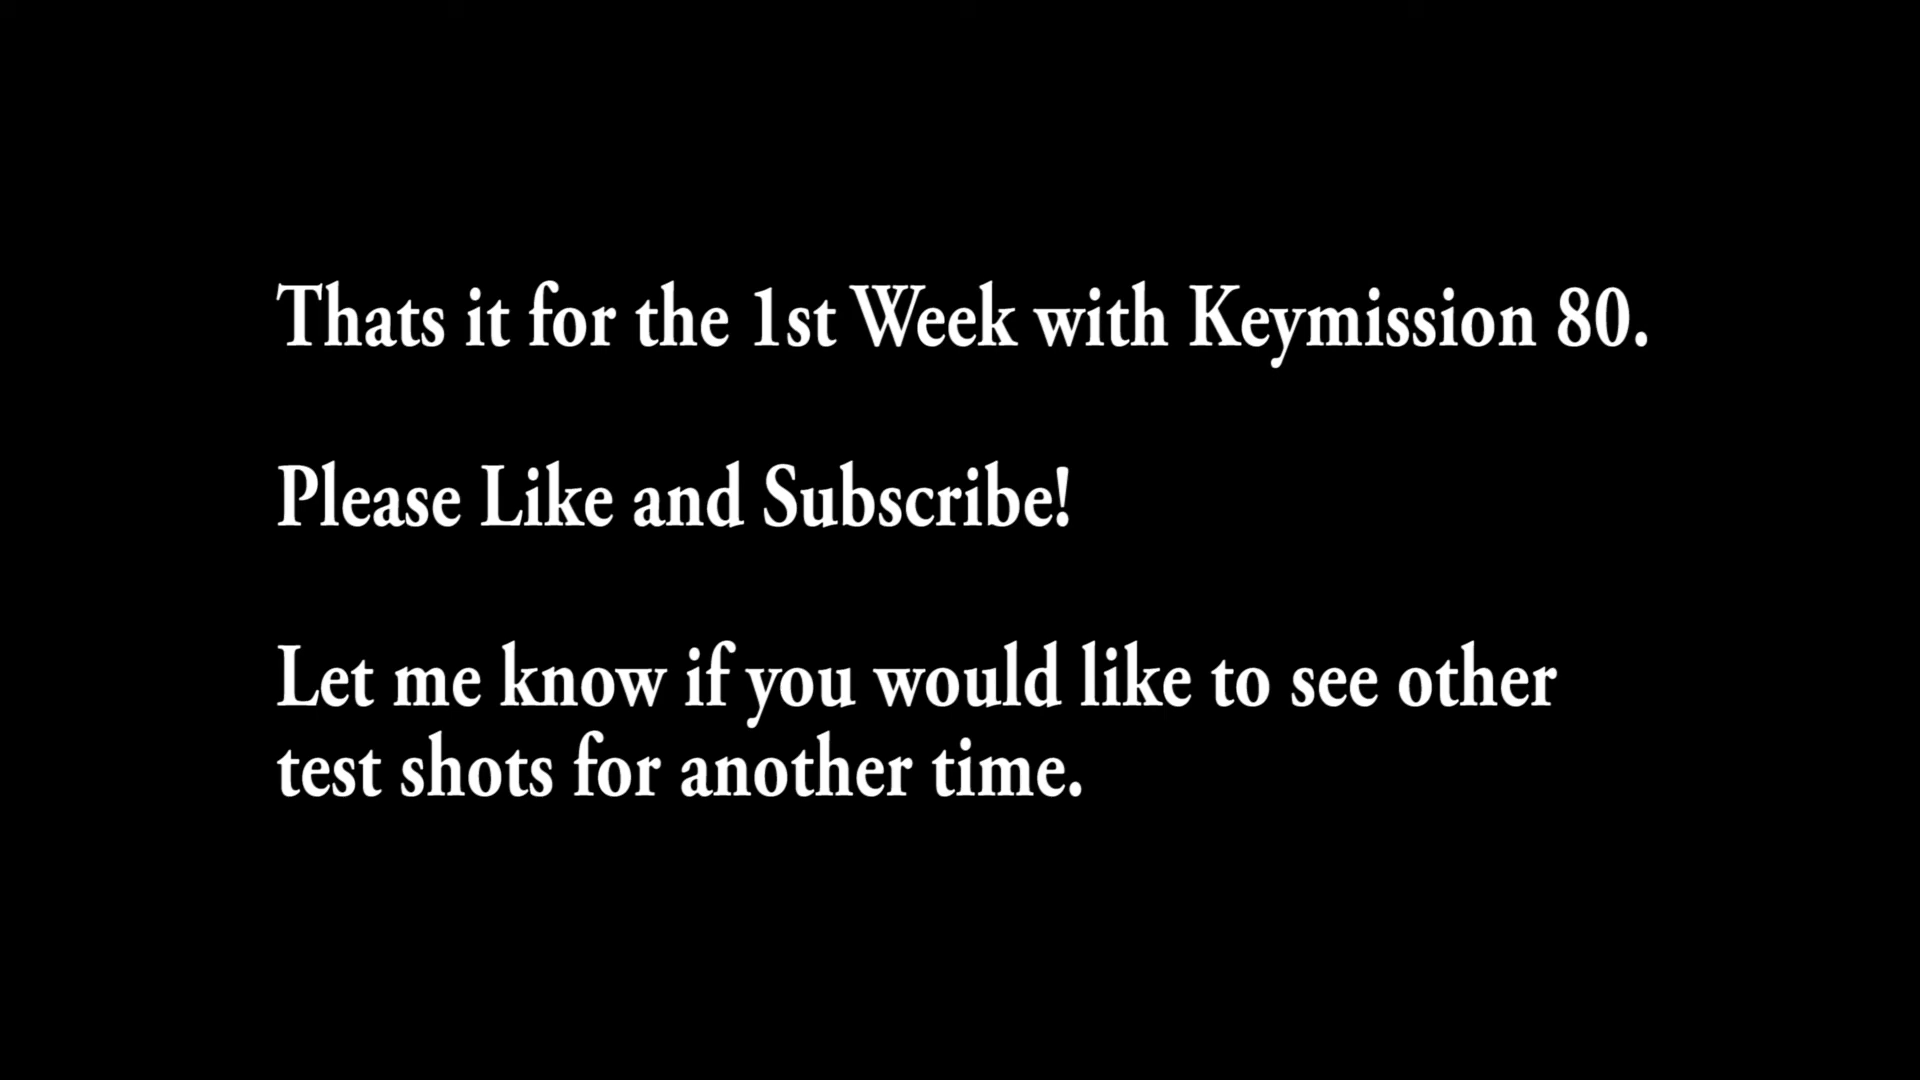 Thats it for the 1st Week with Keymission 80.
Please Like and Subscribe!
Let me know if you would like to see other
test shots for another time.